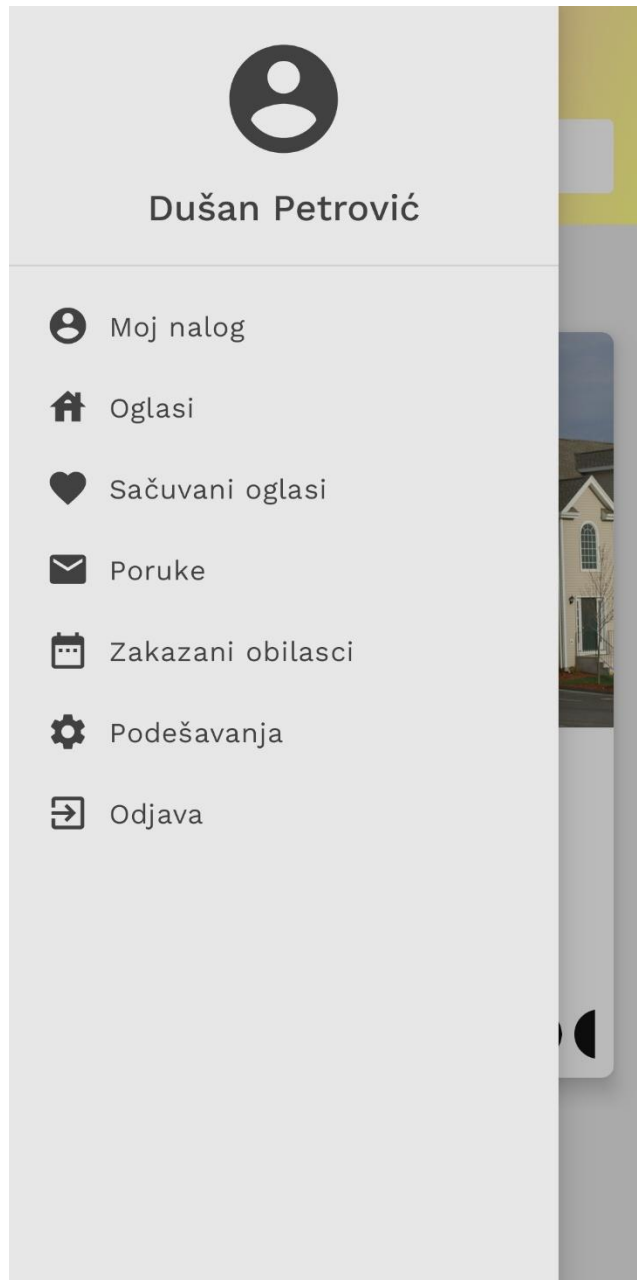 Dušan Petrović
Moj nalog
Oglasi
Sačuvani oglasi
Poruke
Zakazani obilasci
Podešavanja
Odjava